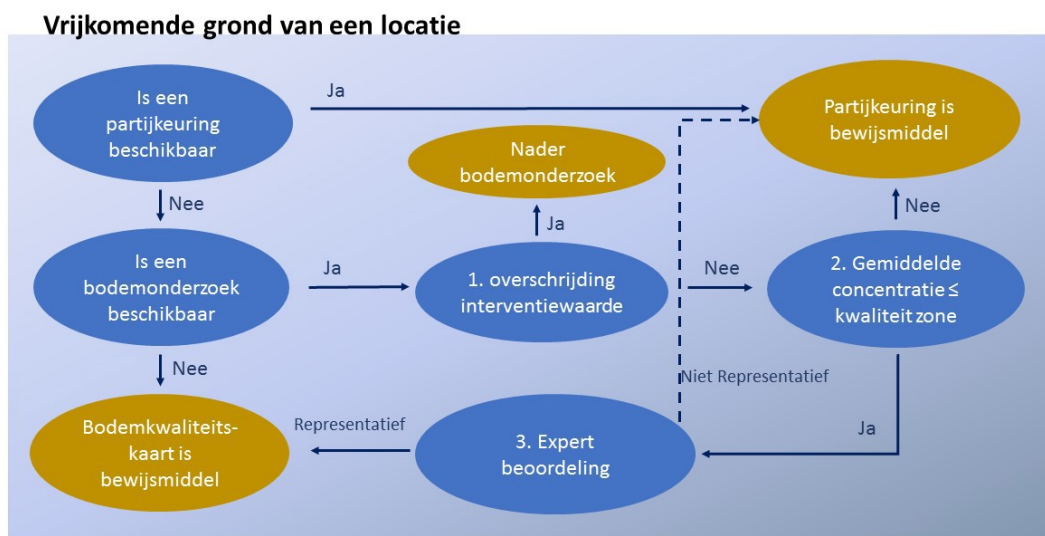 Vrijkomende grond van een locatie
Is een
partijkeuring
beschikbaar
Ja
Partijkeuring is
bewijsmiddel
Nader
bodemonderzoek
Nee
Ja
Nee
Is een
bodemonderzoek
beschikbaar
Ja
1. overschrijding
interventiewaarde
Nee
2. Gemiddelde
concentratie ≤
kwaliteit zone
Nee
Niet Representatief
Bodemkwaliteits-
kaart is
bewijsmiddel
Representatief
3. Expert
beoordeling
Ja